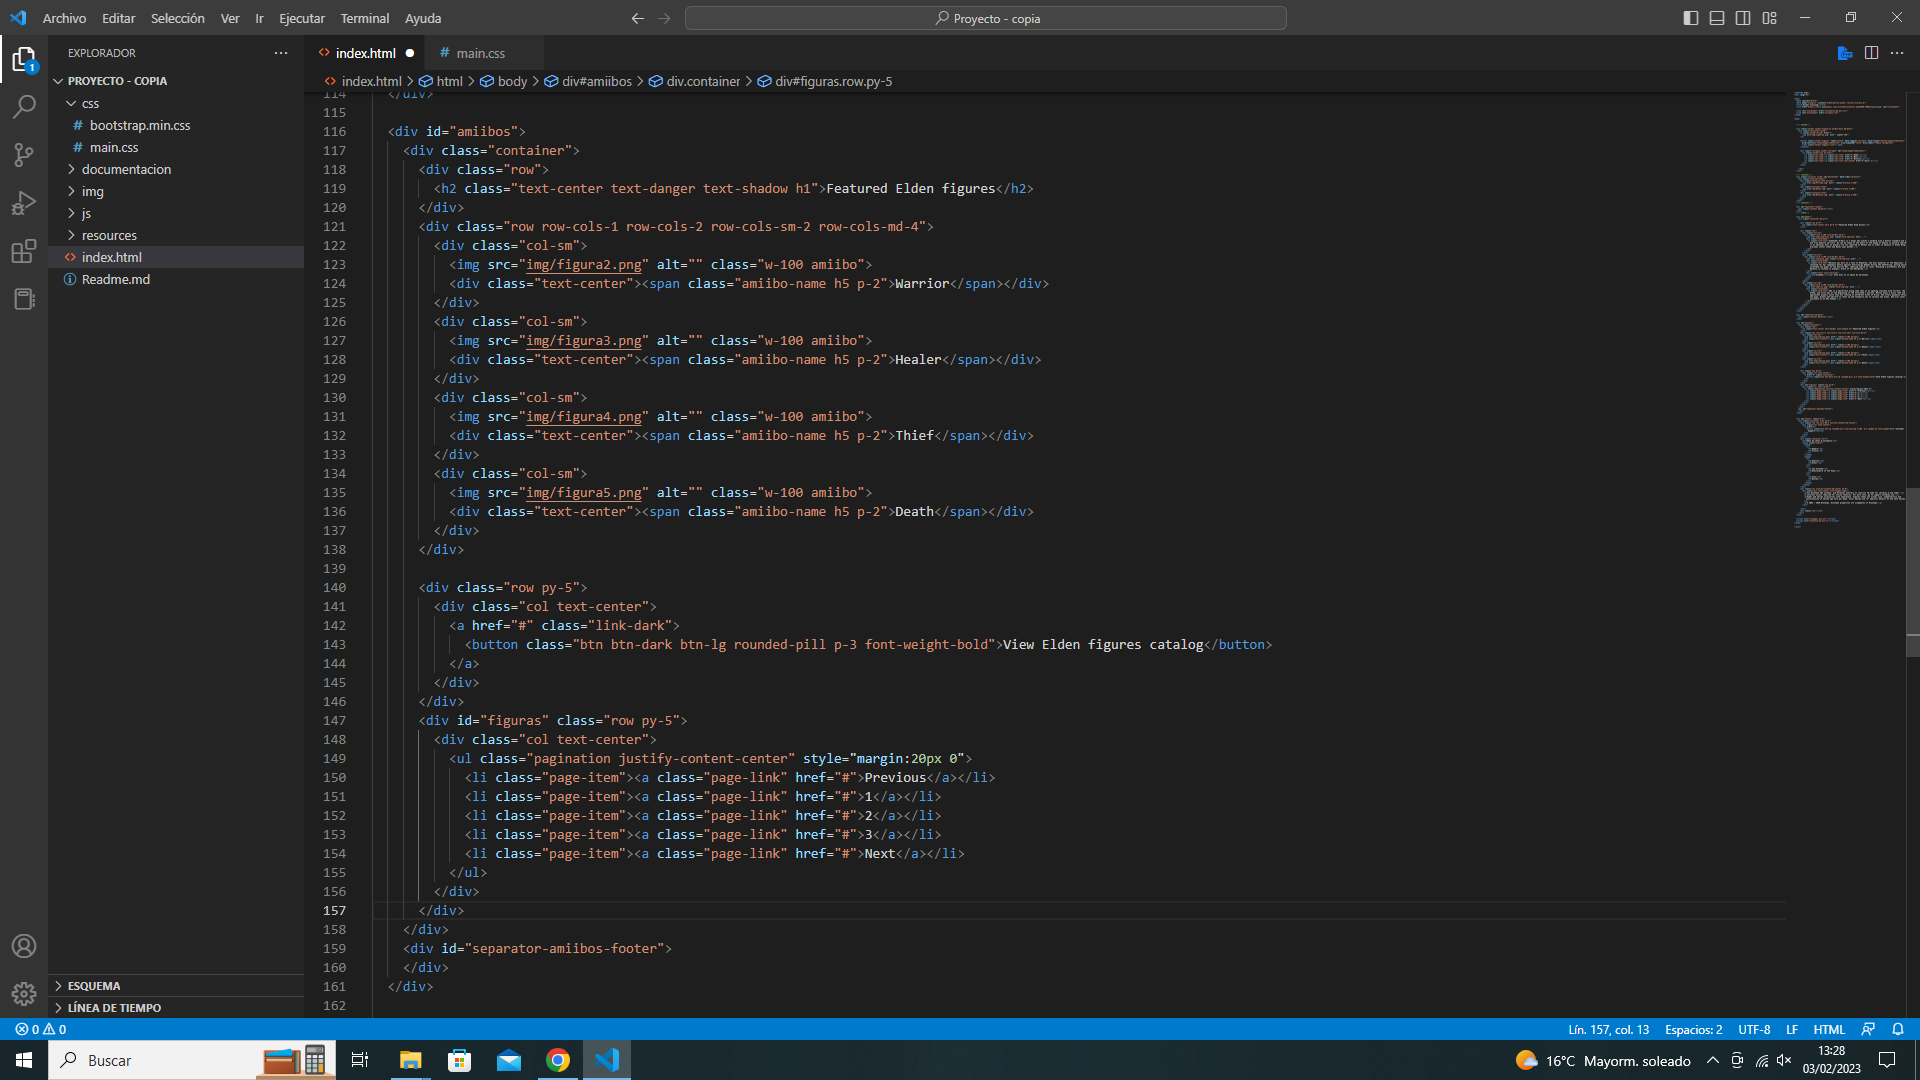 Archivo Editar Selección Ver Ir Ejecutar Terminal Ayuda
Proyecto - copia
EXPLORADOR
index.html
# main.css
1
PROYECTO - COPIA
css
# bootstrap.min.css
# main.css
documentacion
img
js
resources
index.html
Readme.md
ESQUEMA
LÍNEA DE TIEMPO
index.html > html > body > div#amiibos > div.container > div#figuras.row.py-5
114 </div>
115
116 <div id="amiibos">
117 <div class="container">
118 <div class="row">
119 <h2 class="text-center text-danger text-shadow h1">Featured Elden figures</h2>
120 </div>
121 <div class="row row-cols-1 row-cols-2 row-cols-sm-2 row-cols-md-4">
122 <div class="col-sm">
123 <img src="img/figura2.png" alt="" class="w-100 amiibo">
124 <div class="text-center"><span class="amiibo-name h5 p-2">Warrior</span></div>
125 </div>
126 <div class="col-sm">
127 <img src="img/figura3.png" alt="" class="w-100 amiibo">
128 <div class="text-center"><span class="amiibo-name h5 p-2">Healer</span></div>
129 </div>
130 <div class="col-sm">
131 <img src="img/figura4.png" alt="" class="w-100 amiibo">
132 <div class="text-center"><span class="amiibo-name h5 p-2">Thief</span></div>
133 </div>
134 <div class="col-sm">
135 <img src="img/figura5.png" alt="" class="w-100 amiibo">
136 <div class="text-center"><span class="amiibo-name h5 p-2">Death</span></div>
137 </div>
138 </div>
139
140 <div class="row py-5">
141 <div class="col text-center">
142 <a href="#" class="link-dark">
143 <button class="btn btn-dark btn-lg rounded-pill p-3 font-weight-bold">View Elden figures catalog</button>
144 </a>
145 </div>
146 </div>
147 <div id="figuras" class="row py-5">
148 <div class="col text-center">
149 <ul class="pagination justify-content-center" style="margin:20px 0">
150 <li class="page-item"><a class="page-link" href="#">Previous</a></li>
151 <li class="page-item"><a class="page-link" href="#">1</a></li>
152 <li class="page-item"><a class="page-link" href="#">2</a></li>
153 <li class="page-item"><a class="page-link" href="#">3</a></li>
154 <li class="page-item"><a class="page-link" href="#">Next</a></li>
155 </ul>
156 </div>
157 </div>
158 </div>
159 <div id="separator-amiibos-footer">
160 </div>
161 </div>
162
0 0
Lín. 157, col. 13 Espacios: 2 UTF-8 LF HTML
Buscar
16°C Mayorm. soleado
13:28
03/02/2023